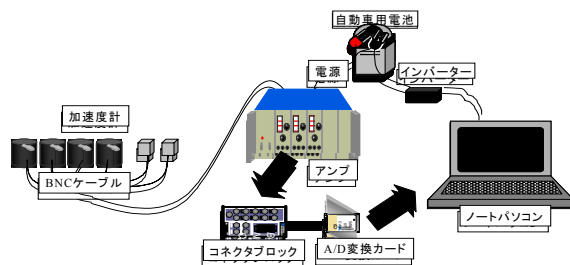 自動車用電池
電源
インバーター
加速度計
BNCケーブル
アンプ
ノートパソコン
コネクタブロック
A/D変換カード